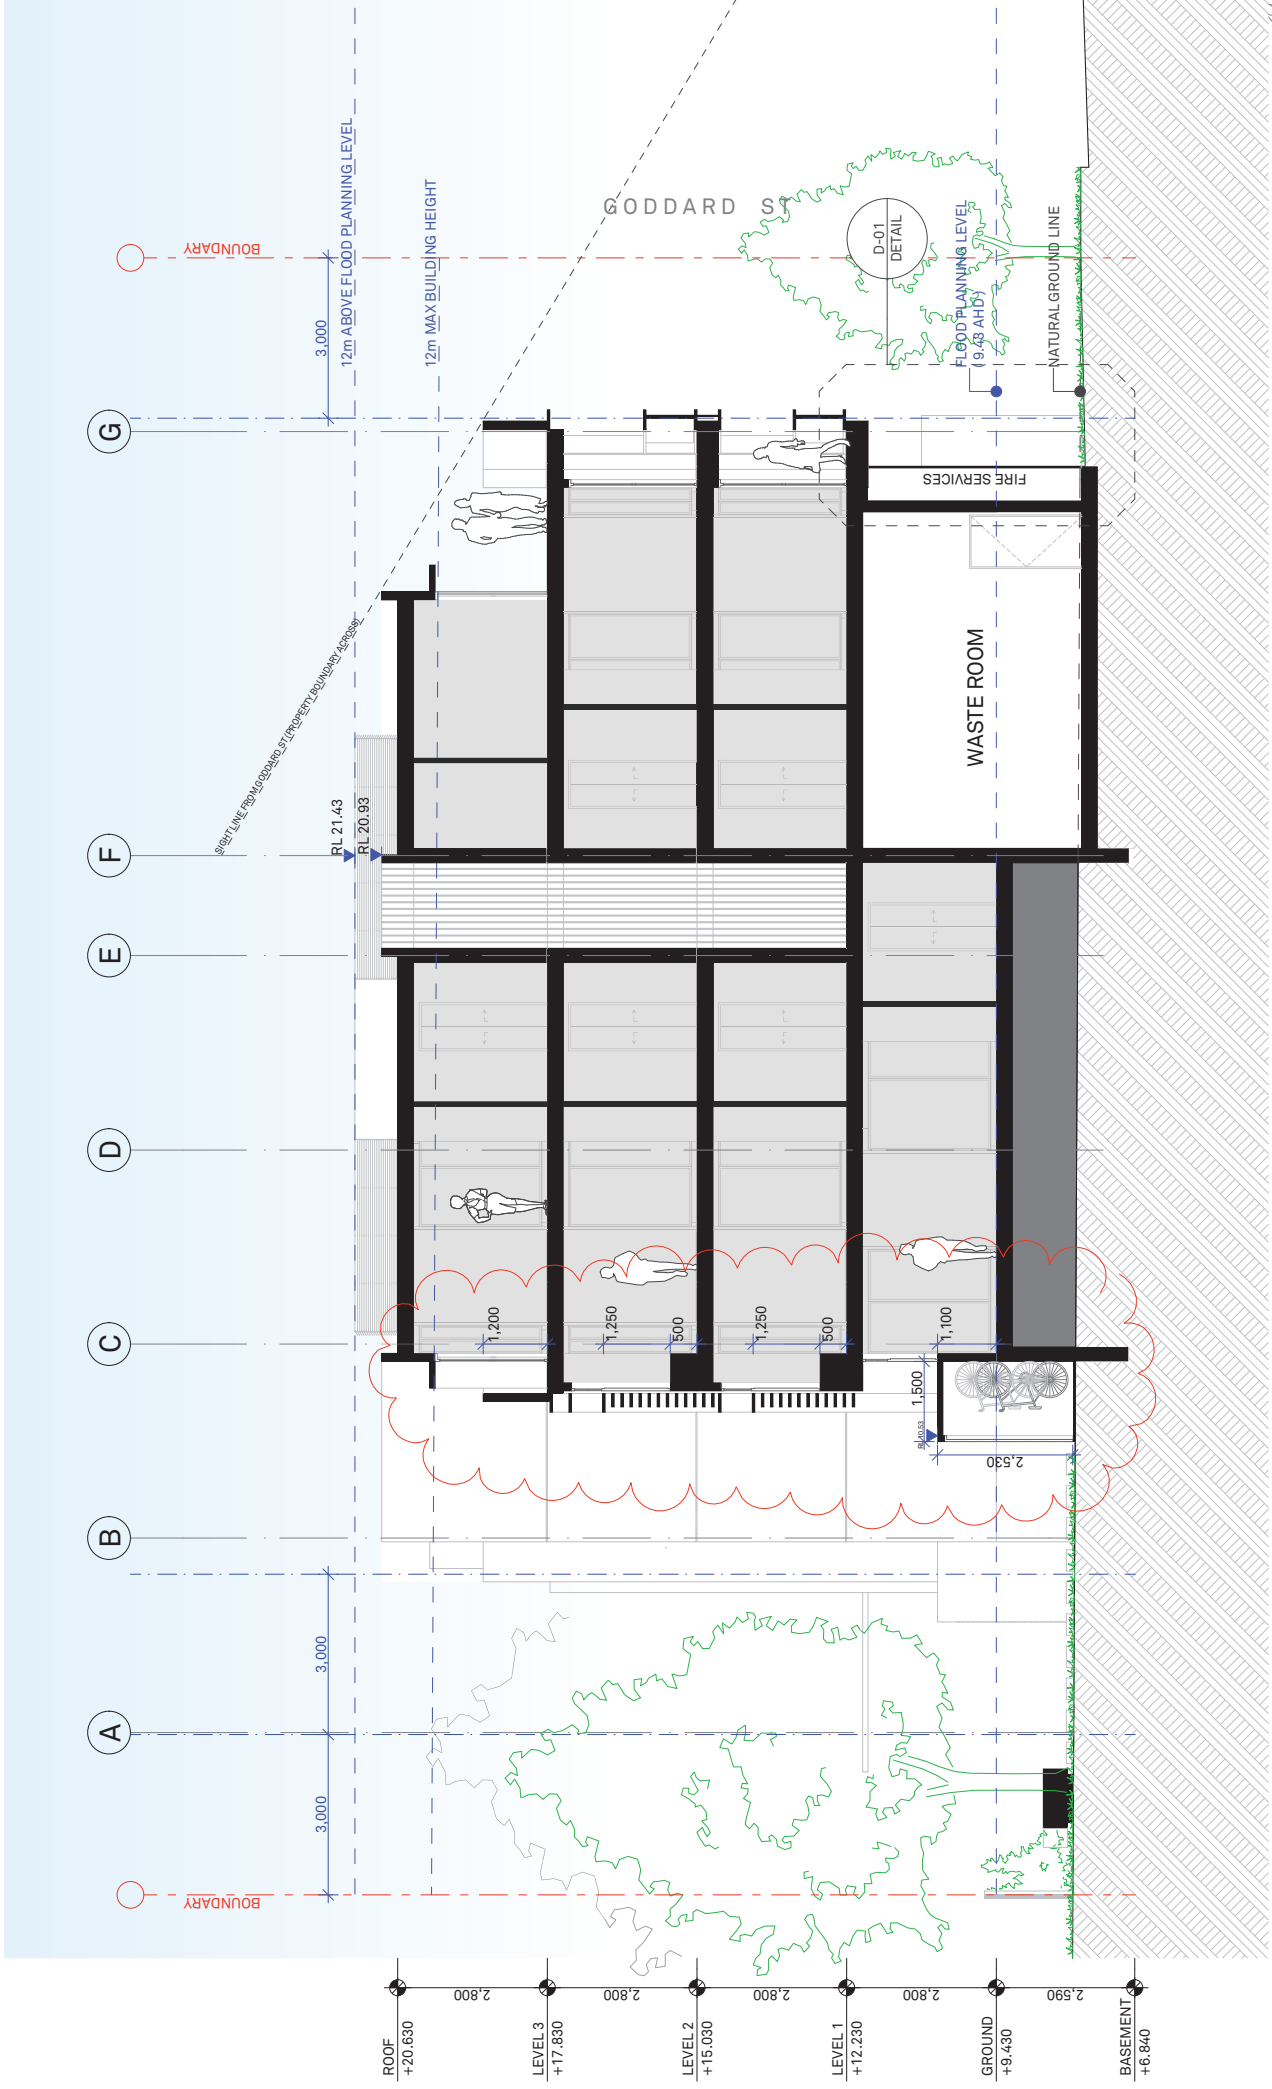 A
B
C
D
E
F
G
BOUNDARY
BOUNDARY
SIGHTLINE FROM GODDARD ST (PROPERTY BOUNDARY ACROSS)
3,000
3,000
3,000
RL 21.43
RL 20.93
12m ABOVE FLOOD PLANNING LEVEL
12m MAX BUILDING HEIGHT
GODDARD ST
ROOF
+20.630
2,800
LEVEL 3
+17.830
2,800
LEVEL 2
+15.030
2,800
LEVEL 1
+12.230
2,800
GROUND
+9.430
2,590
BASEMENT
+6.840
1,200
1,250
500
1,250
500
1,100
1,500
RL 10.53
2,530
D-01
DETAIL
FLOOD PLANNING LEVEL
(9.43 AHD)
NATURAL GROUND LINE
FIRE SERVICES
WASTE ROOM